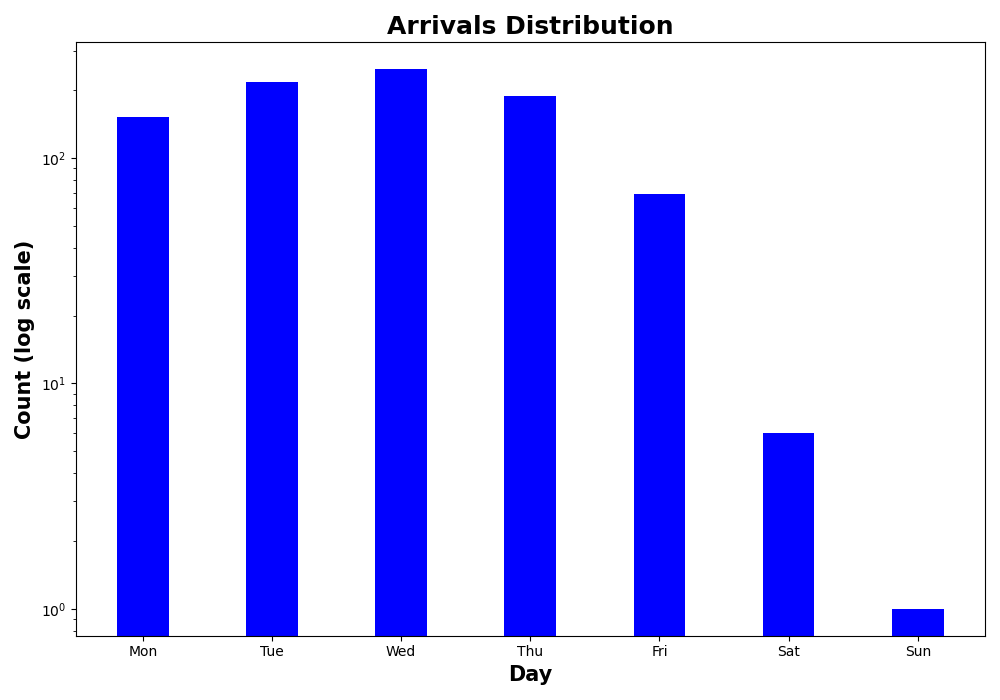 Arrivals Distribution
Count (log scale)
10²
10¹
10⁰
Mon Tue Wed Thu Fri Sat Sun
Day